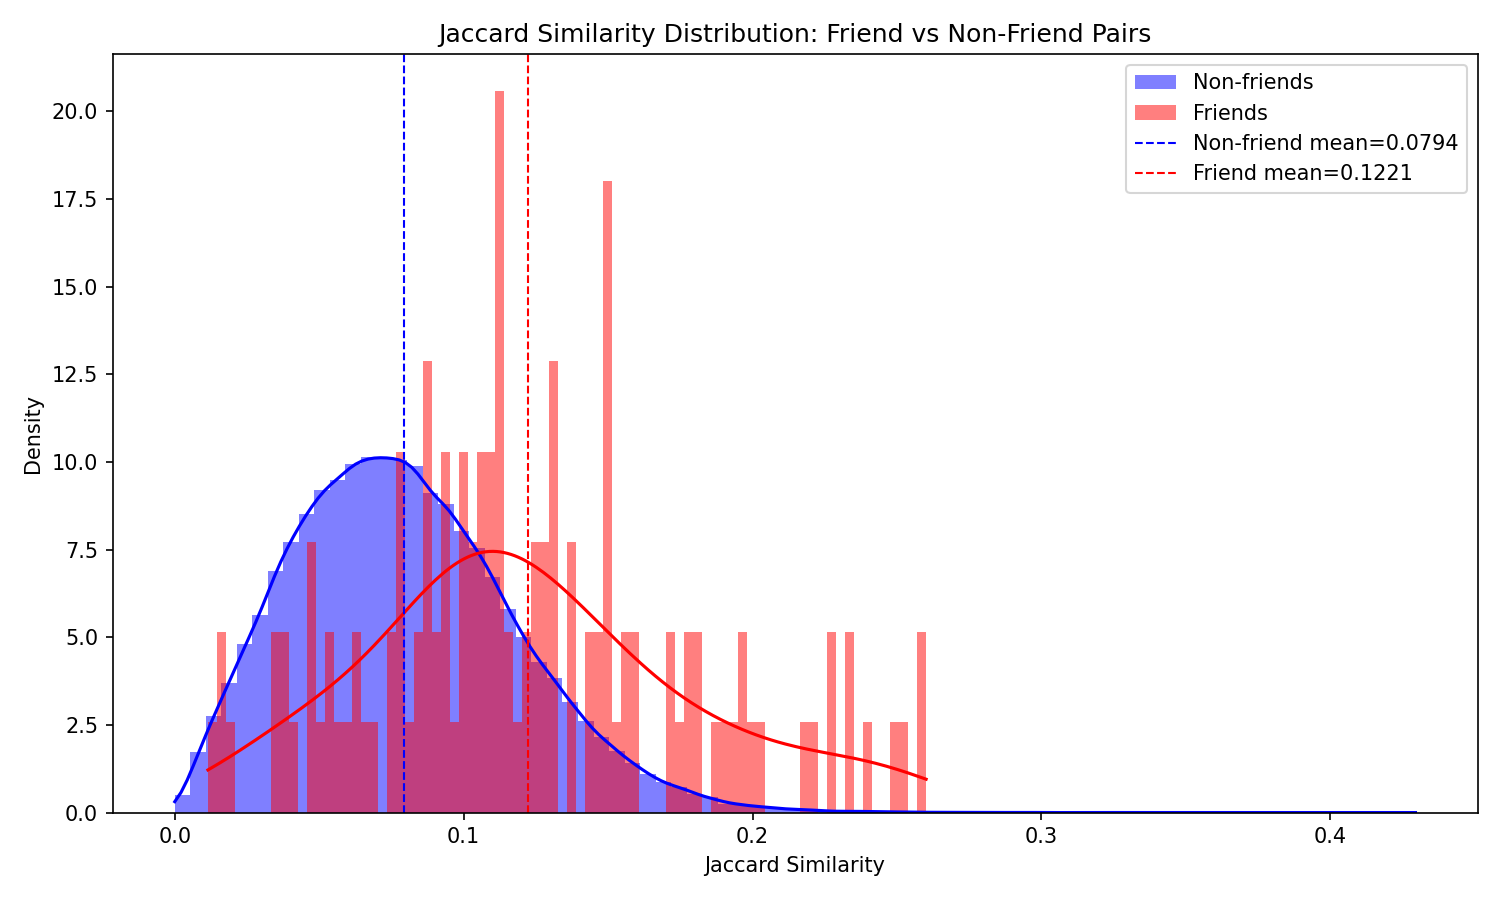 Jaccard Similarity Distribution: Friend vs Non-Friend Pairs
Non-friends
Friends
Non-friend mean=0.0794
Friend mean=0.1221
Density
20.0
17.5
15.0
12.5
10.0
7.5
5.0
2.5
0.0
0.0 0.1 0.2 0.3 0.4
Jaccard Similarity